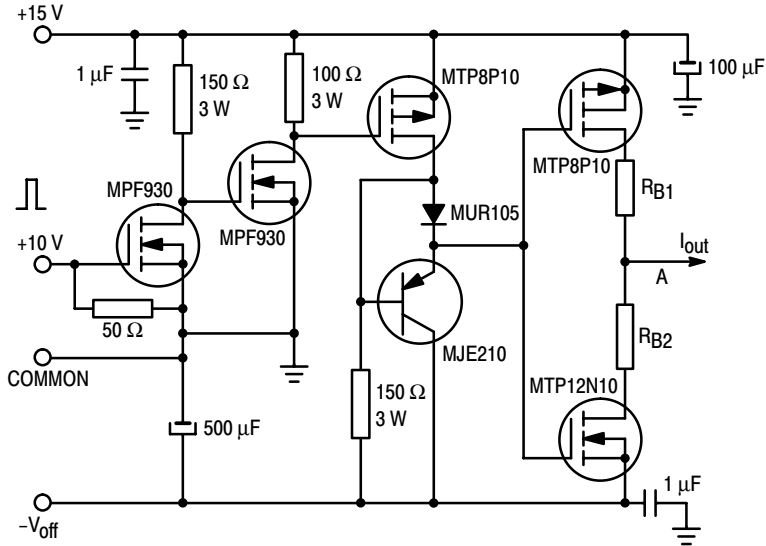 +15 V
1 μF
150 Ω
3 W
100 Ω
3 W
MTP8P10
100 μF
MPF930
MPF930
MTP8P10
RB1
MUR105
+10 V
Iout
A
50 Ω
MJE210
RB2
COMMON
MTP12N10
150 Ω
3 W
500 μF
1 μF
–Voff